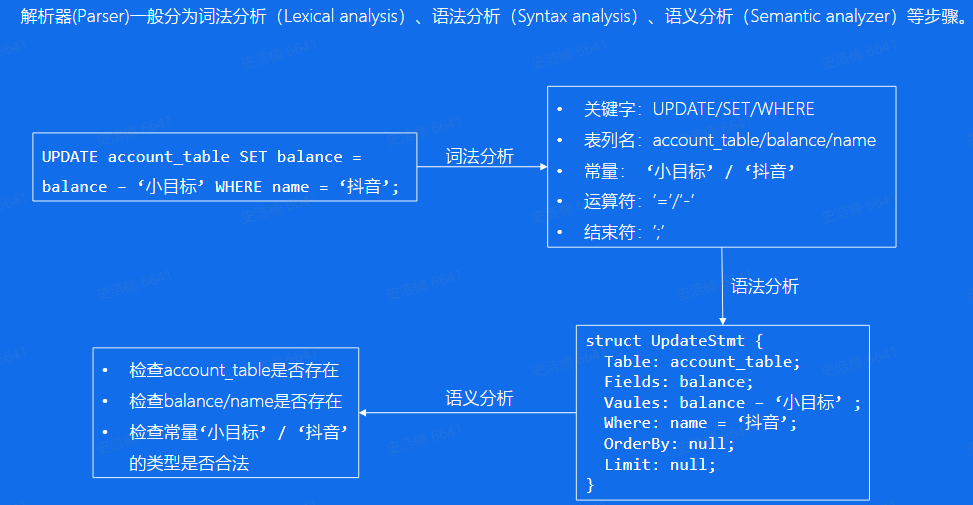 解析器(Parser)一般分为词法分析（Lexical analysis）、语法分析（Syntax analysis）、语义分析（Semantic analyzer）等步骤。
UPDATE account_table SET balance =
balance – ‘小目标’ WHERE name = ‘抖音’;
词法分析
• 关键字：UPDATE/SET/WHERE
• 表列名：account_table/balance/name
• 常量： ‘小目标’ / ‘抖音’
• 运算符：’=’/’-’
• 结束符：’;’
语法分析
struct UpdateStmt {
Table: account_table;
Fields: balance;
Vaules: balance – ‘小目标’ ;
Where: name = ‘抖音’;
OrderBy: null;
Limit: null;
}
语义分析
• 检查account_table是否存在
• 检查balance/name是否存在
• 检查常量‘小目标’ / ‘抖音’
的类型是否合法